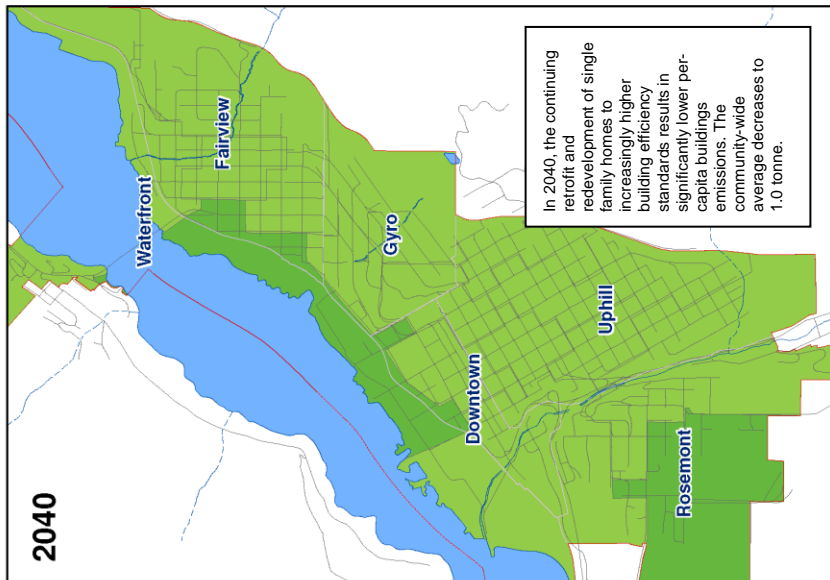 2040
Waterfront
Fairview
Gyro
Downtown
Uphill
Rosemont
In 2040, the continuing
retrofit and
redevelopment of single
family homes to
increasingly higher
building efficiency
standards results in
significantly lower per-
capita buildings
emissions. The
community-wide
average decreases to
1.0 tonne.